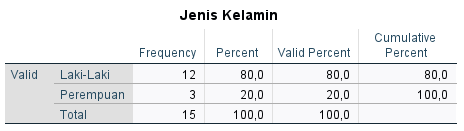 Jenis Kelamin
Frequency Percent Valid Percent Cumulative Percent
Valid Laki-Laki 12 80,0 80,0 80,0
Perempuan 3 20,0 20,0 100,0
Total 15 100,0 100,0